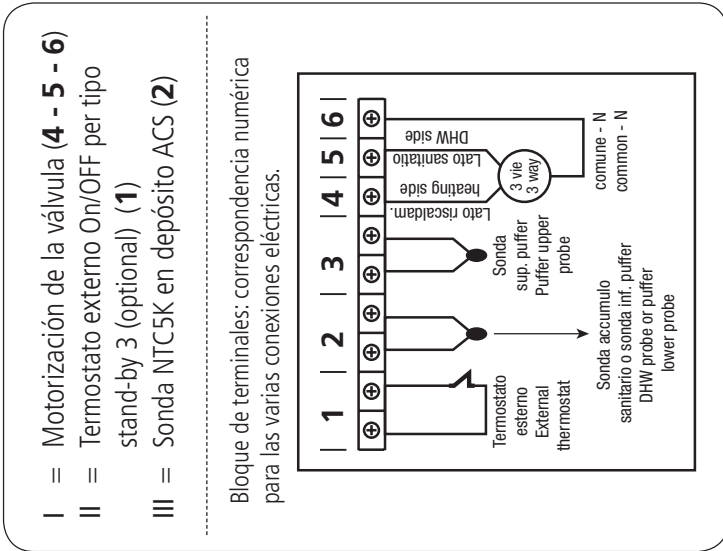 I = Motorización de la válvula (4 - 5 - 6)
II = Termostato externo On/OFF per tipo
stand-by 3 (optional) (1)
III = Sonda NTC5K en depósito ACS (2)
Bloque de terminales: correspondencia numérica
para las varias conexiones eléctricas.
1 2 3 4 5 6
Lato riscaldam.
heating side
Lato sanitatio
DHW side
3 vie
3 way
comune - N
common - N
Sonda
sup. puffer
Puffer upper
probe
Termostato
esterno
External
thermostat
Sonda accumulo
sanitario o sonda inf. puffer
DHW probe or puffer
lower probe